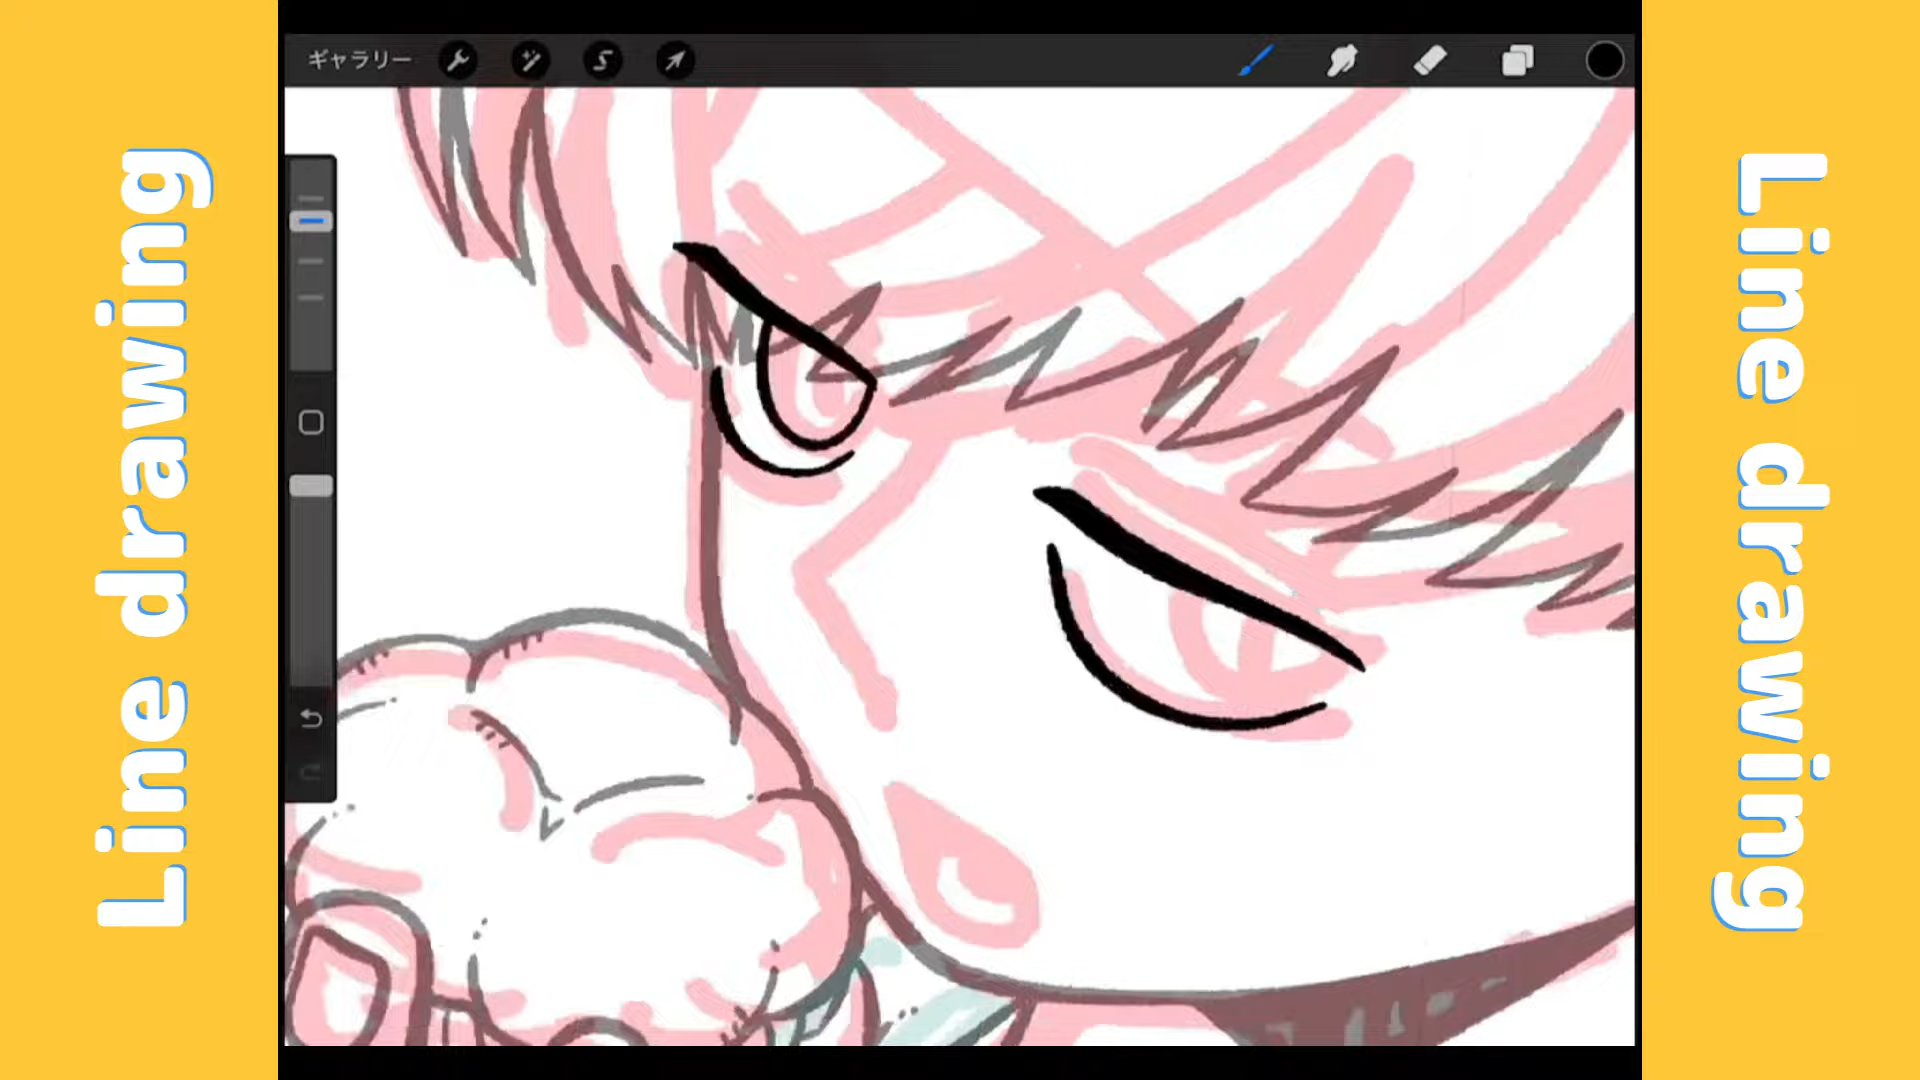 Line drawing
ギャラリー
Line drawing